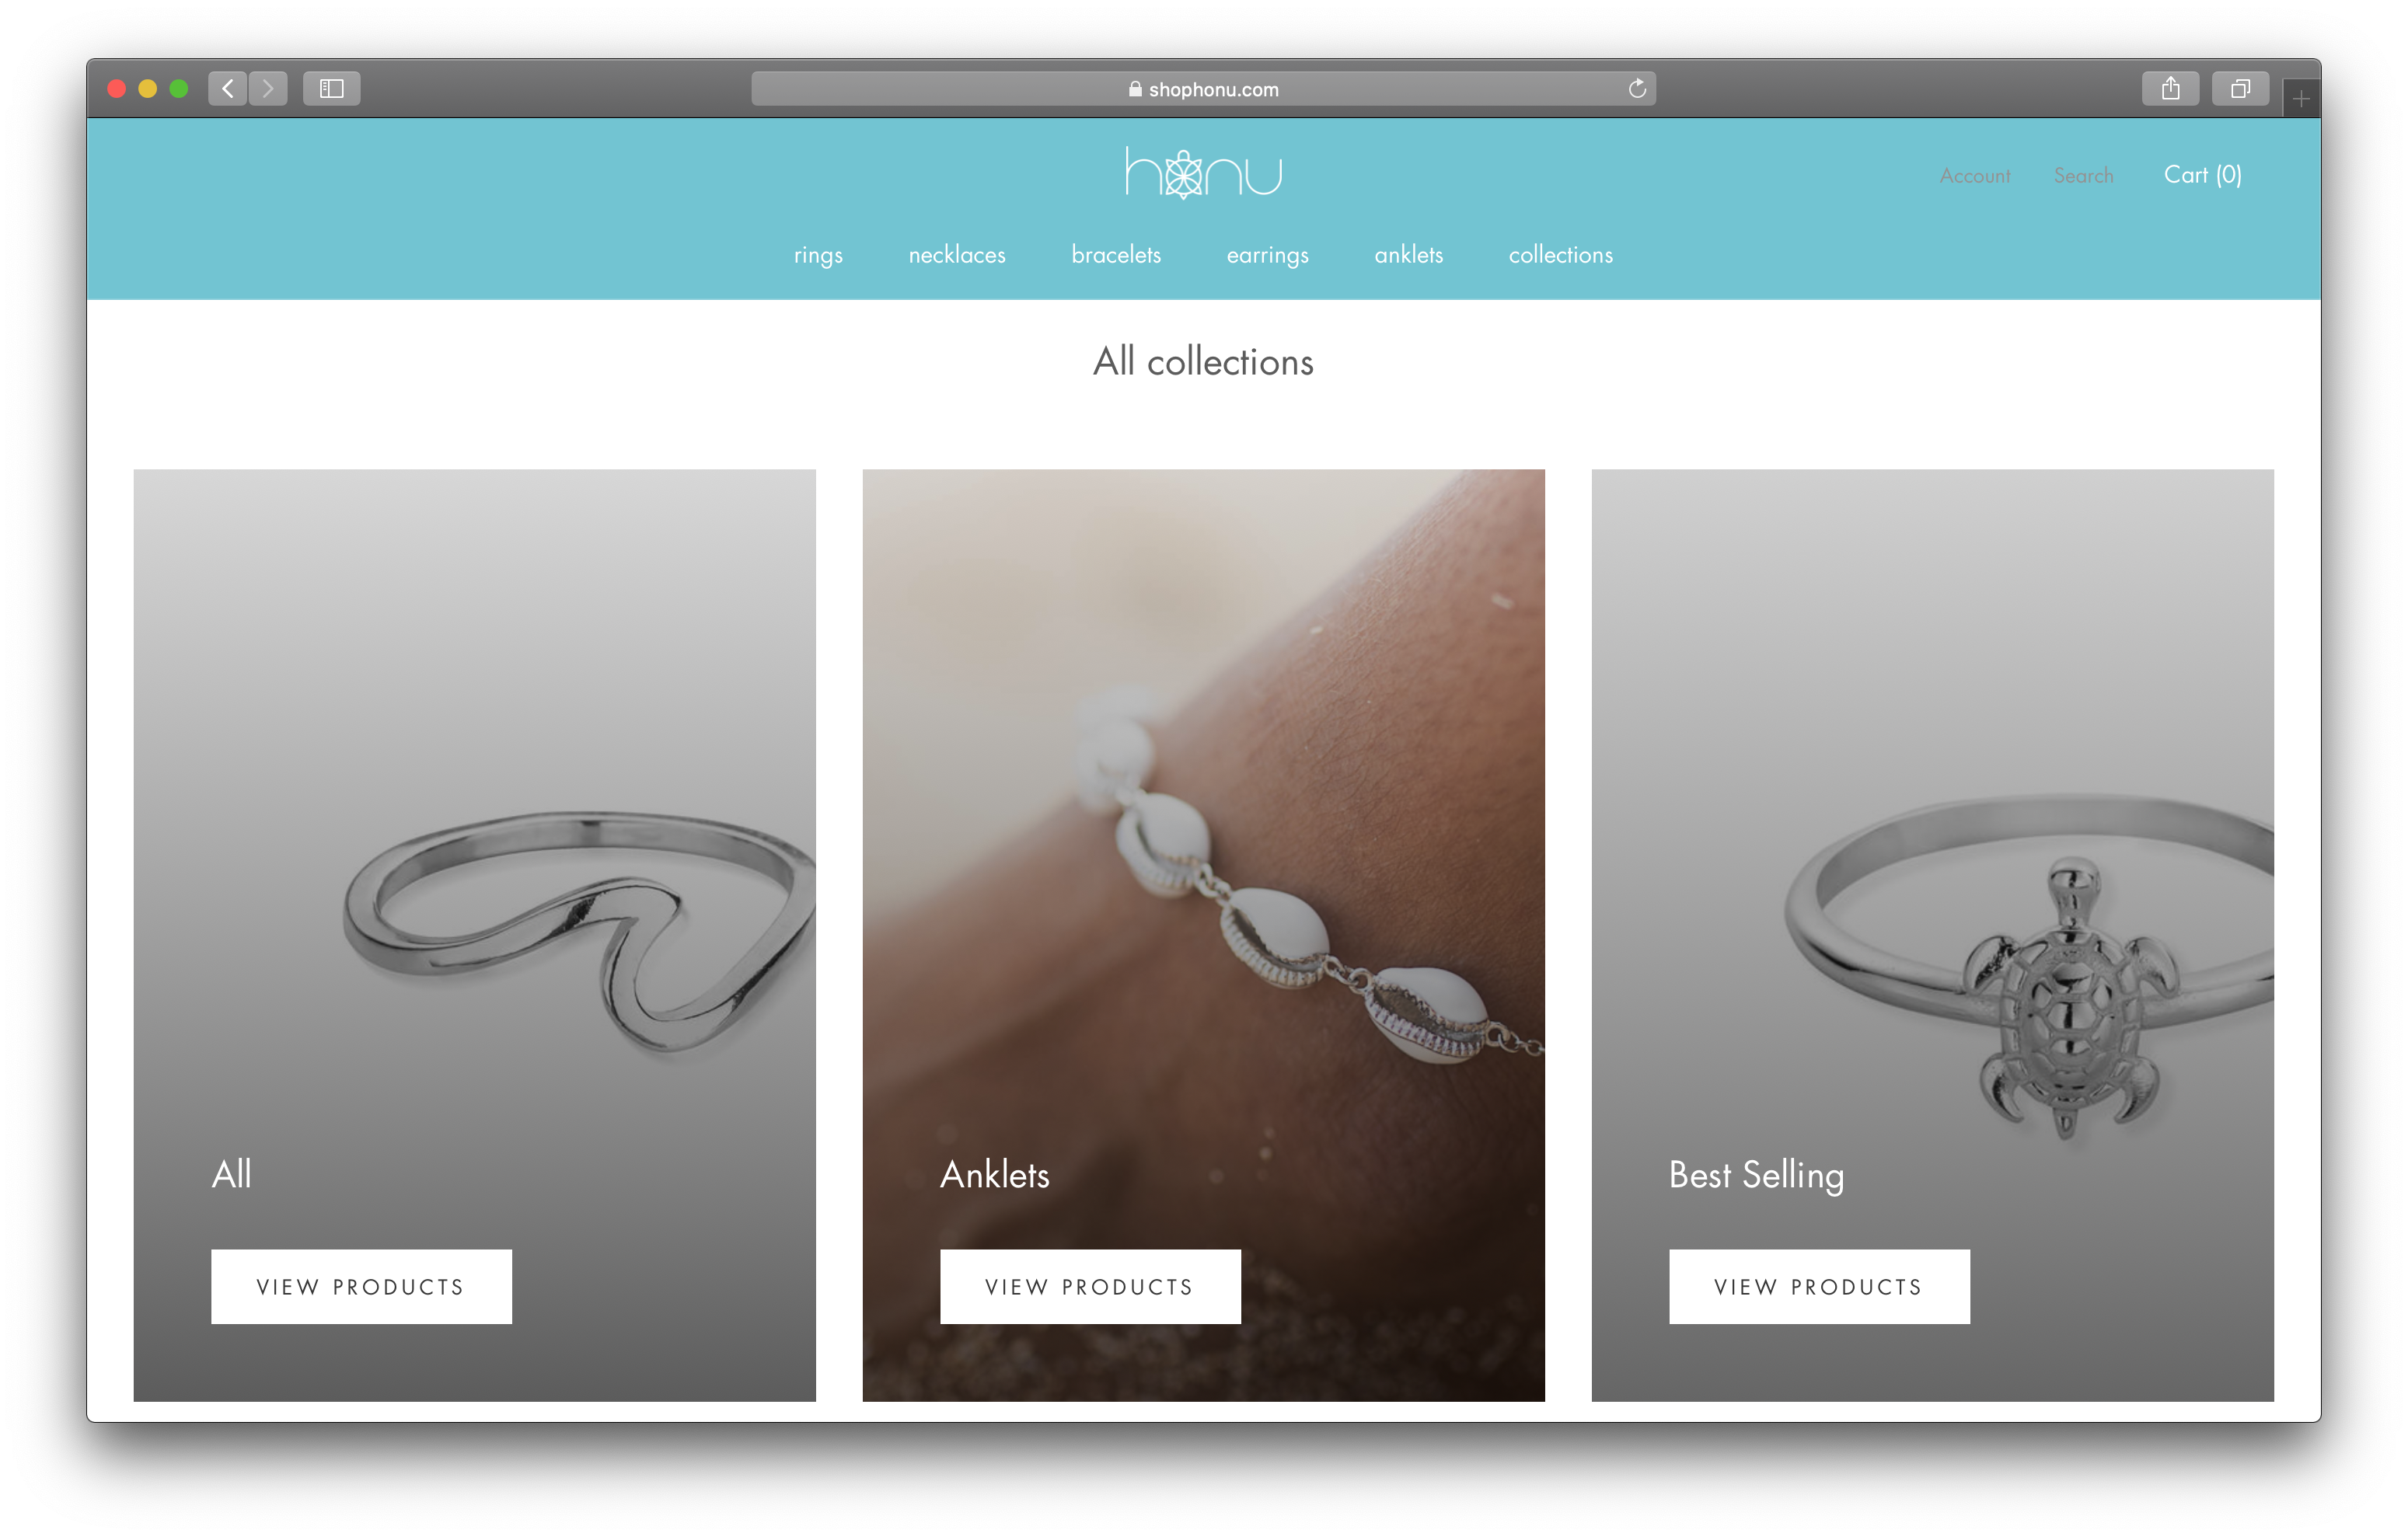 shophonu.com
honu
Account Search Cart (0)
rings necklaces bracelets earrings anklets collections
All collections
All
VIEW PRODUCTS
Anklets
VIEW PRODUCTS
Best Selling
VIEW PRODUCTS